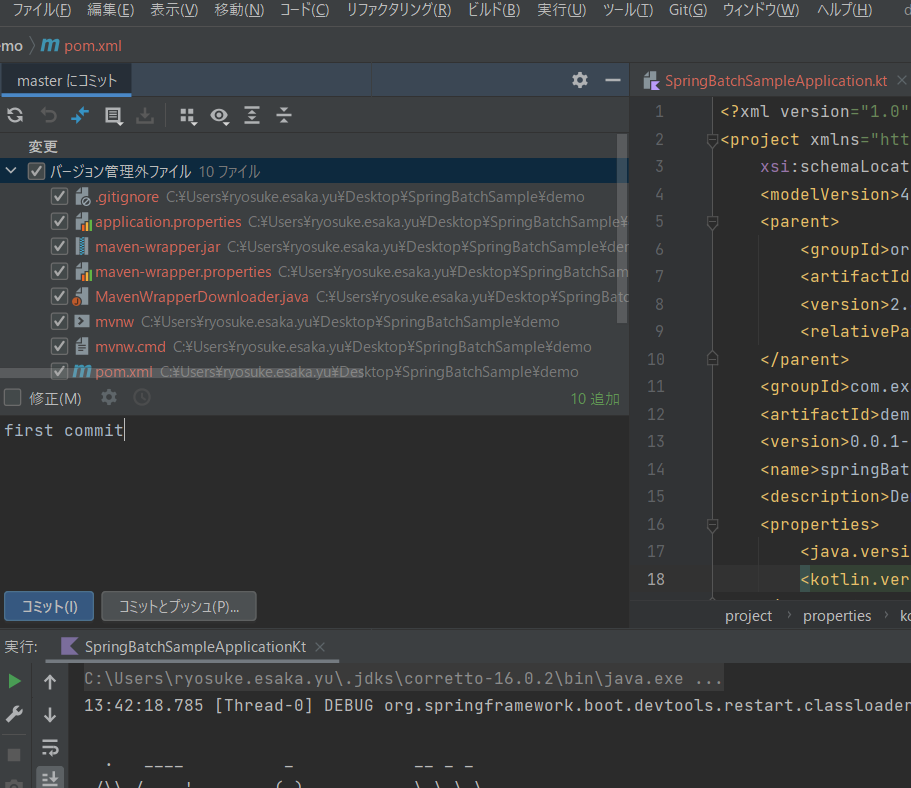 ファイル(F) 編集(E) 表示(V) 移動(N) コード(C) リファクタリング(R) ビルド(B) 実行(U) ツール(T) Git(G) ウィンドウ(W) ヘルプ(H)
mo 〉 pom.xml
master にコミット
変更
バージョン管理外ファイル 10 ファイル
.gitignore C:¥Users¥ryosuke.esaka.yu¥Desktop¥SpringBatchSample¥demo
application.properties C:¥Users¥ryosuke.esaka.yu¥Desktop¥SpringBatchSample¥
maven-wrapper.jar C:¥Users¥ryosuke.esaka.yu¥Desktop¥SpringBatchSample¥der
maven-wrapper.properties C:¥Users¥ryosuke.esaka.yu¥Desktop¥SpringBatchSam
MavenWrapperDownloader.java C:¥Users¥ryosuke.esaka.yu¥Desktop¥SpringBatc
mvnw C:¥Users¥ryosuke.esaka.yu¥Desktop¥SpringBatchSample¥demo
mvnw.cmd C:¥Users¥ryosuke.esaka.yu¥Desktop¥SpringBatchSample¥demo
pom.xml C:¥Users¥ryosuke.esaka.yu¥Desktop¥SpringBatchSample¥demo
修正(M) 10 追加
first commit
コミット(I) コミットとプッシュ(P)...
SpringBatchSampleApplication.kt
1 <?xml version="1.0"
2 <project xmlns="htt
3 xsi:schemaLocat
4 <modelVersion>4
5 <parent>
6 <groupId>or
7 <artifactId
8 <version>2.
9 <relativePa
10 </parent>
11 <groupId>com.ex
12 <artifactId>dem
13 <version>0.0.1-
14 <name>springBat
15 <description>De
16 <properties>
17 <java.versi
18 <kotlin.ver
project › properties › ko
実行: SpringBatchSampleApplicationKt
C:\Users\ryosuke.esaka.yu\.jdks\corretto-16.0.2\bin\java.exe ...
13:42:18.785 [Thread-0] DEBUG org.springframework.boot.devtools.restart.classloader